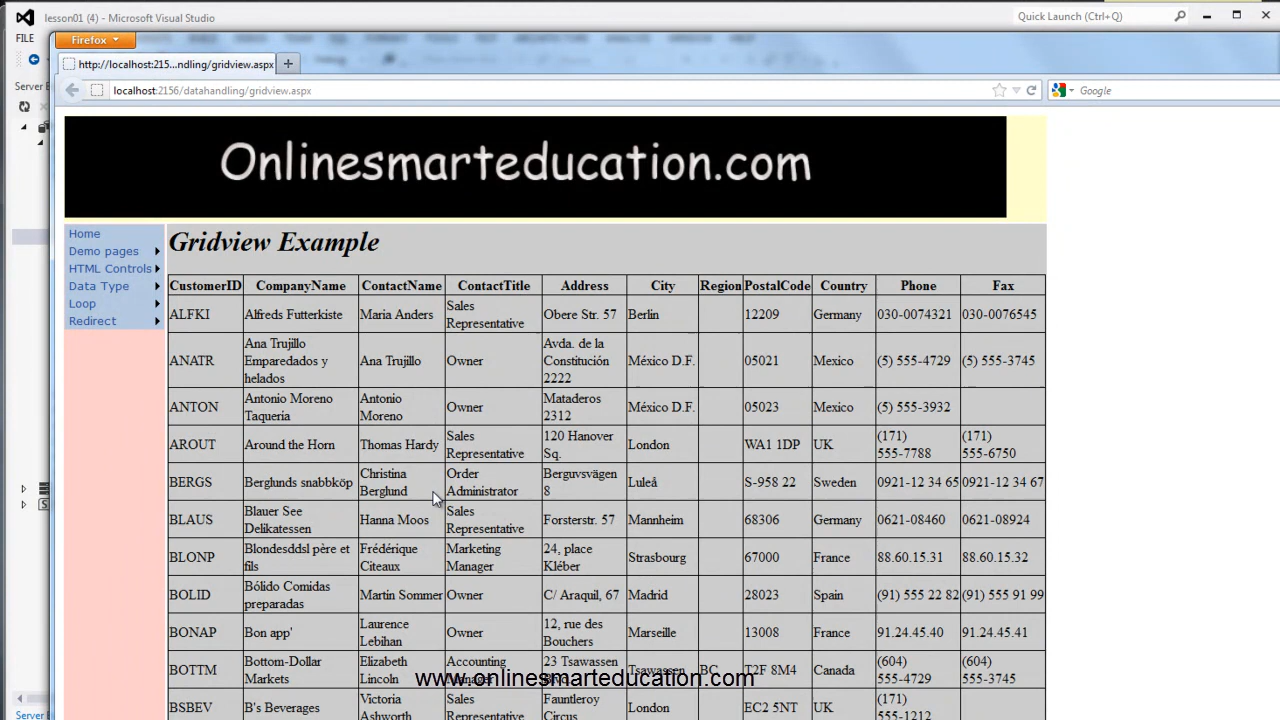 lesson01 (4) - Microsoft Visual Studio
Quick Launch (Ctrl+Q)
FILE
Firefox
http://localhost:215...ndling/gridview.aspx
Server E
localhost:2156/datahandling/gridview.aspx
Google
Onlinesmarteducation.com
Home
Demo pages
HTML Controls
Data Type
Loop
Redirect
Gridview Example
CustomerID CompanyName ContactName ContactTitle Address City Region PostalCode Country Phone Fax
ALFKI Alfreds Futterkiste Maria Anders Sales Representative Obere Str. 57 Berlin 12209 Germany 030-0074321 030-0076545
ANATR Ana Trujillo Emparedados y helados Ana Trujillo Owner Avda. de la Constitución 2222 México D.F. 05021 Mexico (5) 555-4729 (5) 555-3745
ANTON Antonio Moreno Taquería Antonio Moreno Owner Mataderos 2312 México D.F. 05023 Mexico (5) 555-3932
AROUT Around the Horn Thomas Hardy Sales Representative 120 Hanover Sq. London WA1 1DP UK (171) 555-7788 (171) 555-6750
BERGS Berglunds snabbköp Christina Berglund Order Administrator Berguvsvägen 8 Luleå S-958 22 Sweden 0921-12 34 65 0921-12 34 67
BLAUS Blauer See Delikatessen Hanna Moos Sales Representative Forsterstr. 57 Mannheim 68306 Germany 0621-08460 0621-08924
BLONP Blondesddsl père et fils Frédérique Citeaux Marketing Manager 24, place Kléber Strasbourg 67000 France 88.60.15.31 88.60.15.32
BOLID Bólido Comidas preparadas Martín Sommer Owner C/ Araquil, 67 Madrid 28023 Spain (91) 555 22 82 (91) 555 91 99
BONAP Bon app' Laurence Lebihan Owner 12, rue des Bouchers Marseille 13008 France 91.24.45.40 91.24.45.41
BOTTM Bottom-Dollar Markets Elizabeth Lincoln Accounting Manager 23 Tsawassen Tsawassen BC T2F 8M4 Canada (604) 555-4729 (604) 555-3745
www.onlinesmarteducation.com
BSBEV B's Beverages Victoria Ashworth Sales Representative Fauntleroy Circus London EC2 5NT UK (171) 555-1212
Server E